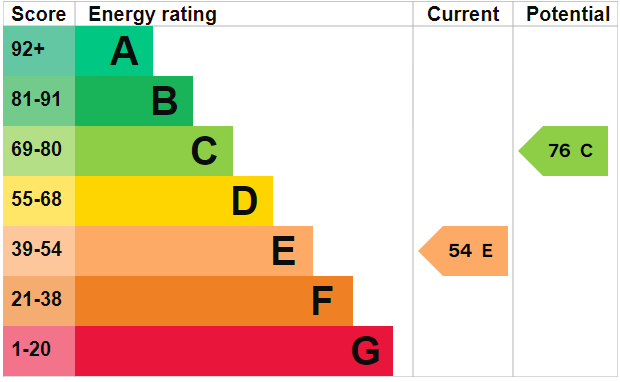 Score Energy rating Current Potential
92+ A
81-91 B
69-80 C 76 C
55-68 D
39-54 E 54 E
21-38 F
1-20 G